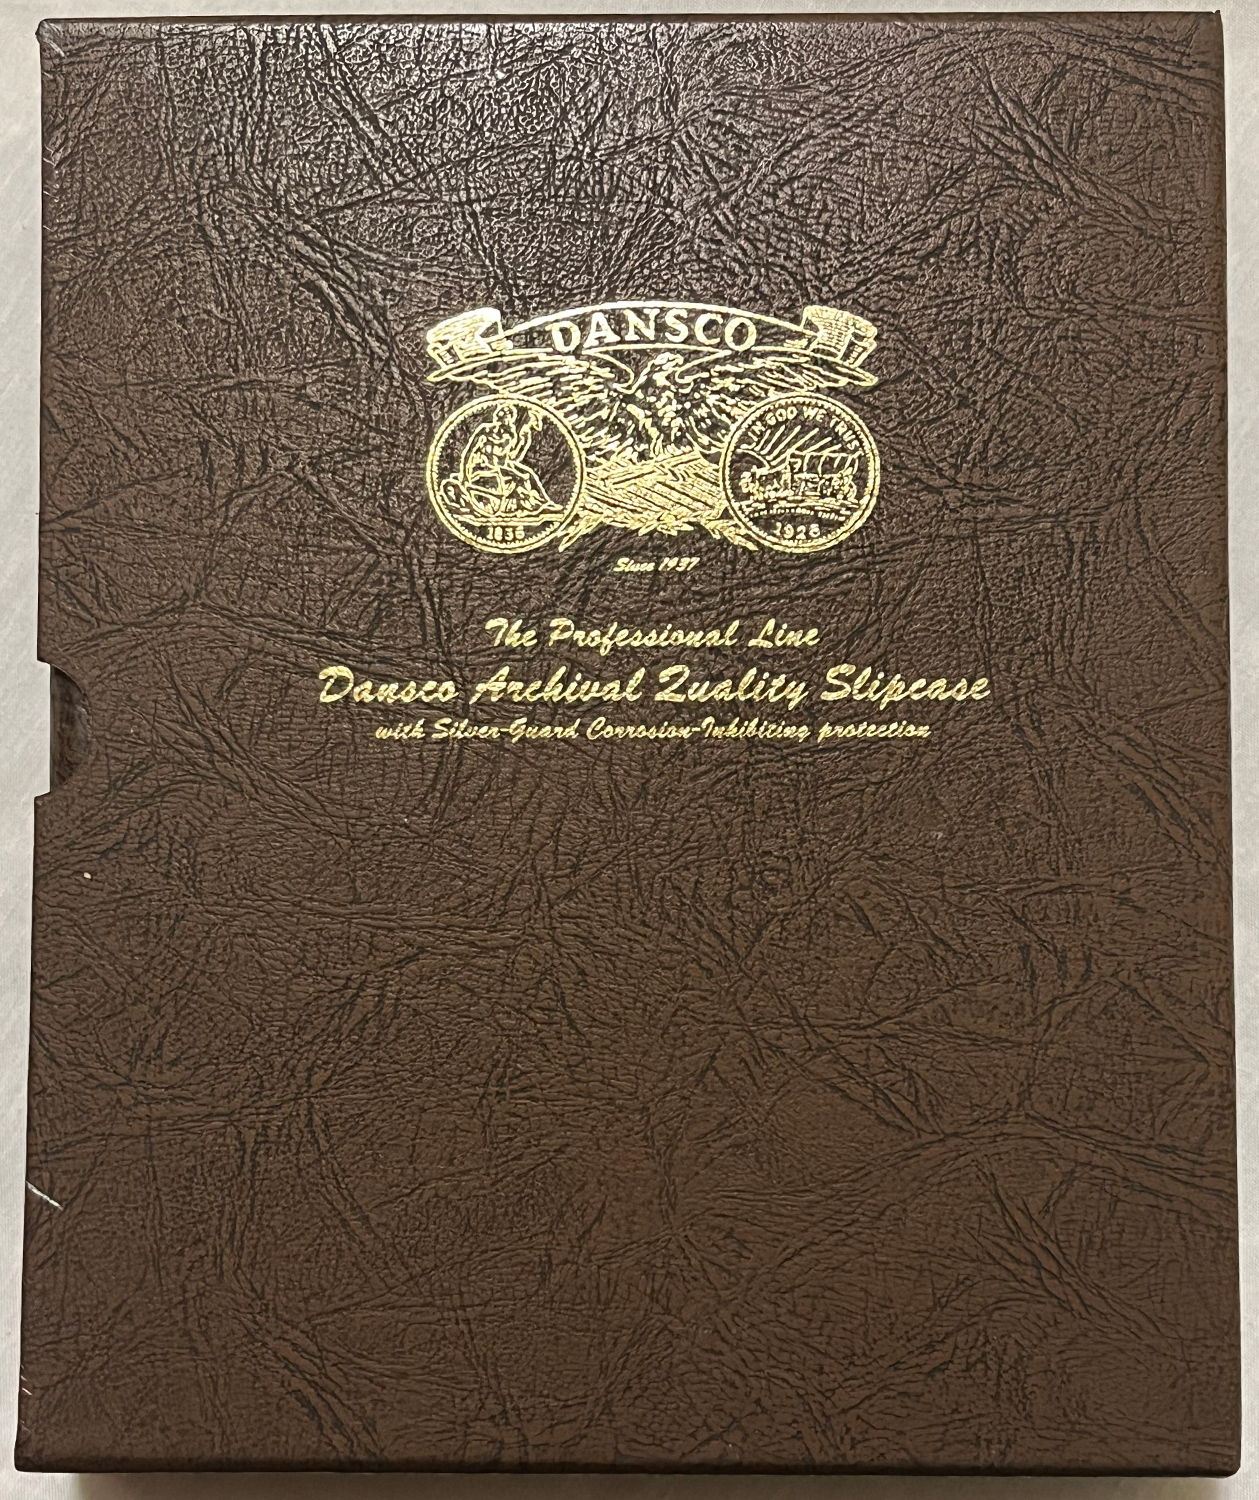 DANSCO
IN GOD WE TRUST
1836
1926
Since 1937
The Professional Line
Dansco Archival Quality Slipcase
with Silver-Guard Corrosion-Inhibiting protection